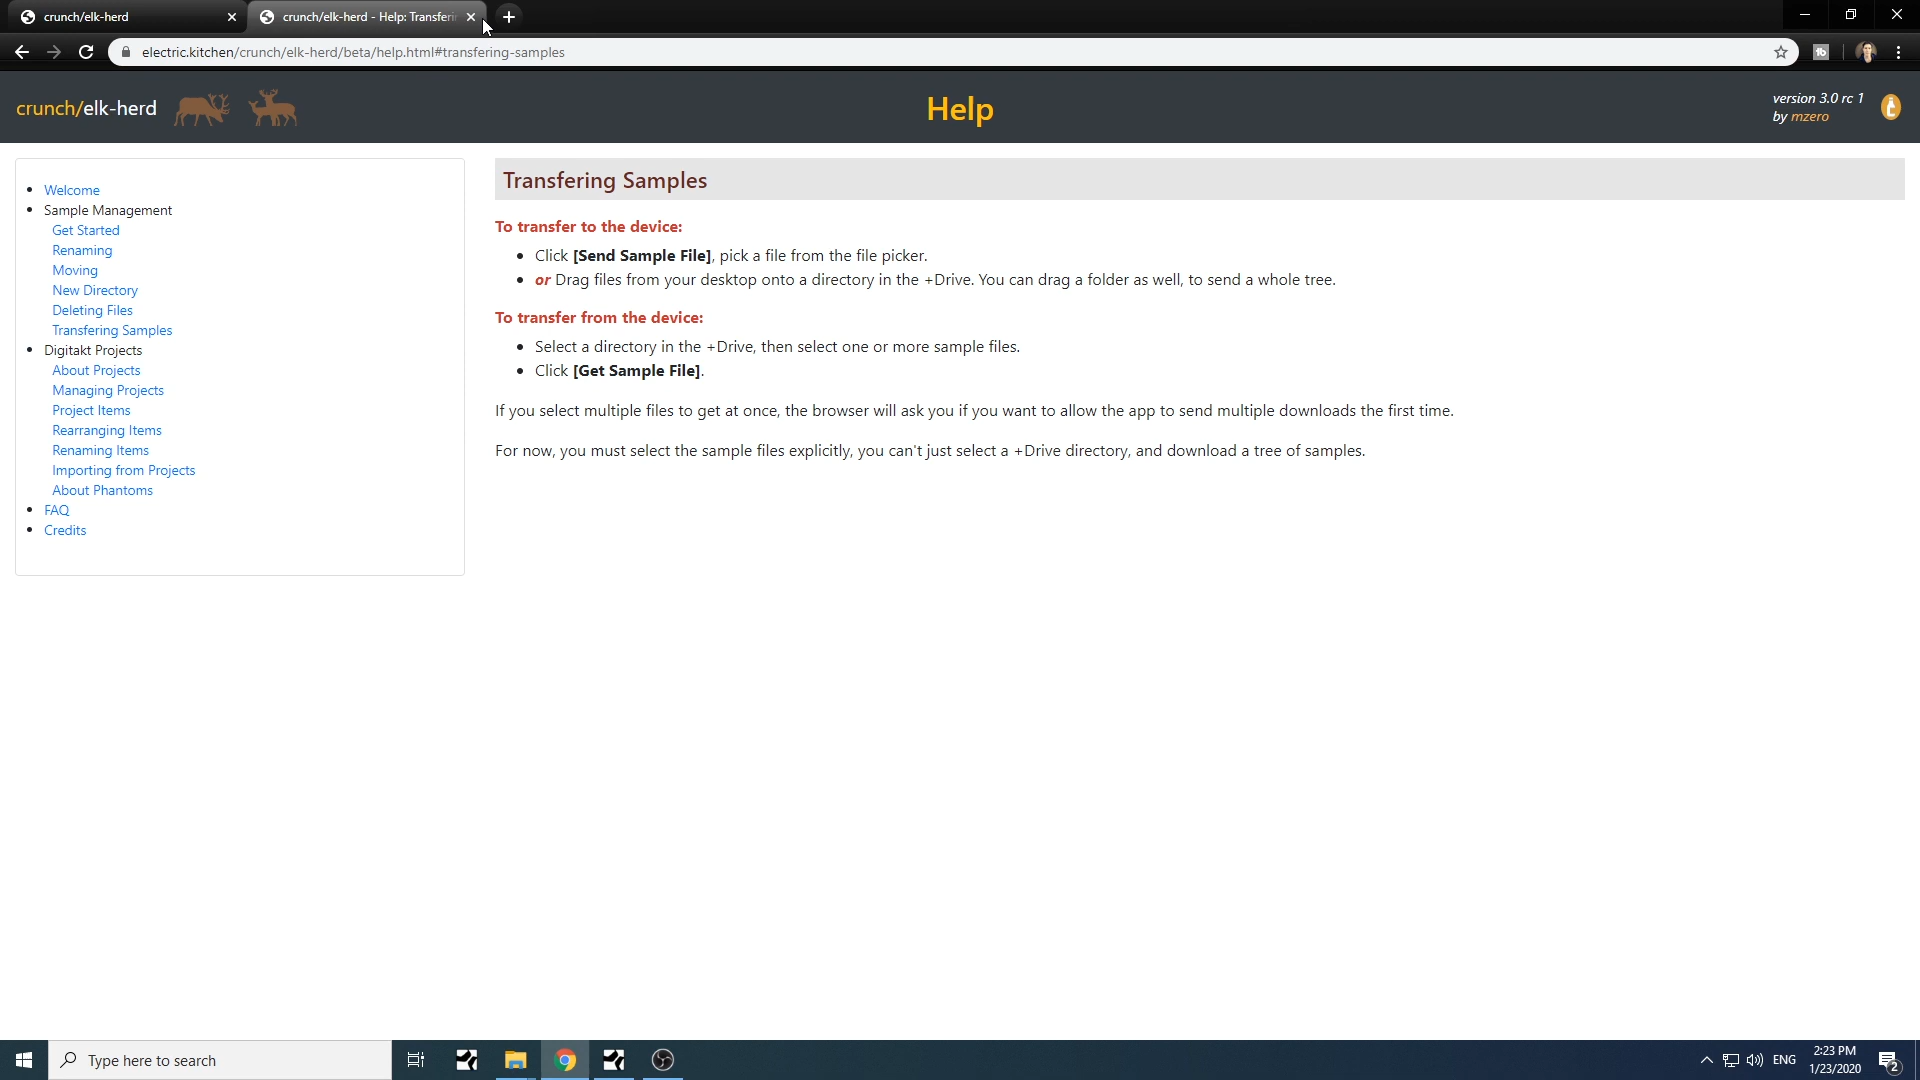 crunch/elk-herd
crunch/elk-herd - Help: Transferin
electric.kitchen/crunch/elk-herd/beta/help.html#transfering-samples
crunch/elk-herd
Help
version 3.0 rc 1
by mzero
Welcome
Sample Management
Get Started
Renaming
Moving
New Directory
Deleting Files
Transfering Samples
Digitakt Projects
About Projects
Managing Projects
Project Items
Rearranging Items
Renaming Items
Importing from Projects
About Phantoms
FAQ
Credits
Transfering Samples
To transfer to the device:
Click [Send Sample File], pick a file from the file picker.
or Drag files from your desktop onto a directory in the +Drive. You can drag a folder as well, to send a whole tree.
To transfer from the device:
Select a directory in the +Drive, then select one or more sample files.
Click [Get Sample File].
If you select multiple files to get at once, the browser will ask you if you want to allow the app to send multiple downloads the first time.
For now, you must select the sample files explicitly, you can't just select a +Drive directory, and download a tree of samples.
Type here to search
ENG
2:23 PM
1/23/2020
2